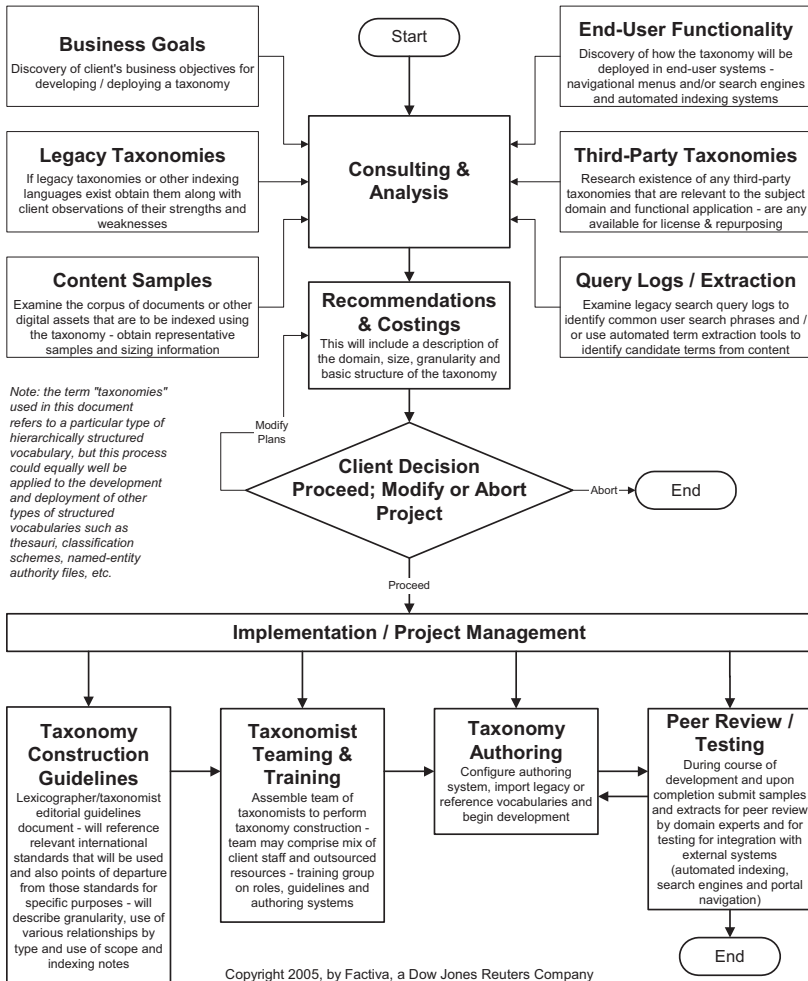 Start
Business Goals
Discovery of client's business objectives for
developing / deploying a taxonomy
End-User Functionality
Discovery of how the taxonomy will be
deployed in end-user systems -
navigational menus and/or search engines
and automated indexing systems
Legacy Taxonomies
If legacy taxonomies or other indexing
languages exist obtain them along with
client observations of their strengths and
weaknesses
Consulting &
Analysis
Third-Party Taxonomies
Research existence of any third-party
taxonomies that are relevant to the subject
domain and functional application - are any
available for license & repurposing
Content Samples
Examine the corpus of documents or other
digital assets that are to be indexed using
the taxonomy - obtain representative
samples and sizing information
Recommendations
& Costings
This will include a description of
the domain, size, granularity and
basic structure of the taxonomy
Query Logs / Extraction
Examine legacy search query logs to
identify common user search phrases and /
or use automated term extraction tools to
identify candidate terms from content
Note: the term "taxonomies"
used in this document
refers to a particular type of
hierarchically structured
vocabulary, but this process
could equally well be
applied to the development
and deployment of other
types of structured
vocabularies such as
thesauri, classification
schemes, named-entity
authority files, etc.
Modify
Plans
Client Decision
Proceed; Modify or Abort
Project
Abort
End
Proceed
Implementation / Project Management
Taxonomy
Construction
Guidelines
Lexicographer/taxonomist
editorial guidelines
document - will reference
relevant international
standards that will be used
and also points of departure
from those standards for
specific purposes - will
describe granularity, use of
various relationships by
type and use of scope and
indexing notes
Taxonomist
Teaming &
Training
Assemble team of
taxonomists to perform
taxonomy construction -
team may comprise mix of
client staff and outsourced
resources - training group
on roles, guidelines and
authoring systems
Taxonomy
Authoring
Configure authoring
system, import legacy or
reference vocabularies and
begin development
Peer Review /
Testing
During course of
development and upon
completion submit samples
and extracts for peer review
by domain experts and for
testing for integration with
external systems
(automated indexing,
search engines and portal
navigation)
End
Copyright 2005, by Factiva, a Dow Jones Reuters Company